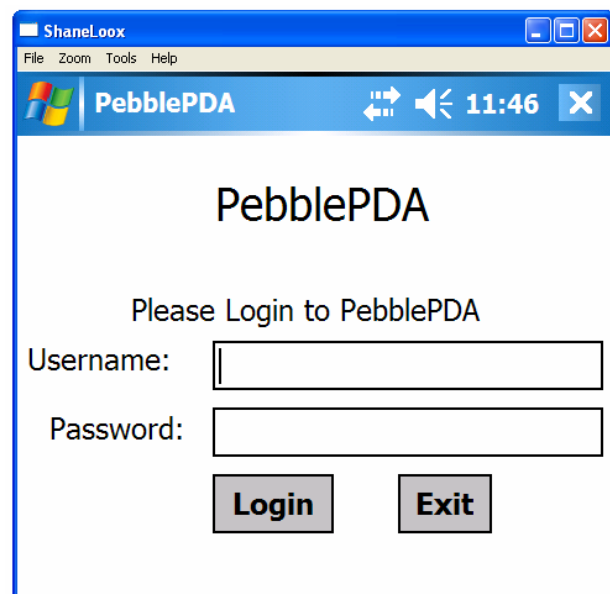 ShaneLoox
File Zoom Tools Help
PebblePDA 11:46
PebblePDA
Please Login to PebblePDA
Username:
Password:
Login Exit